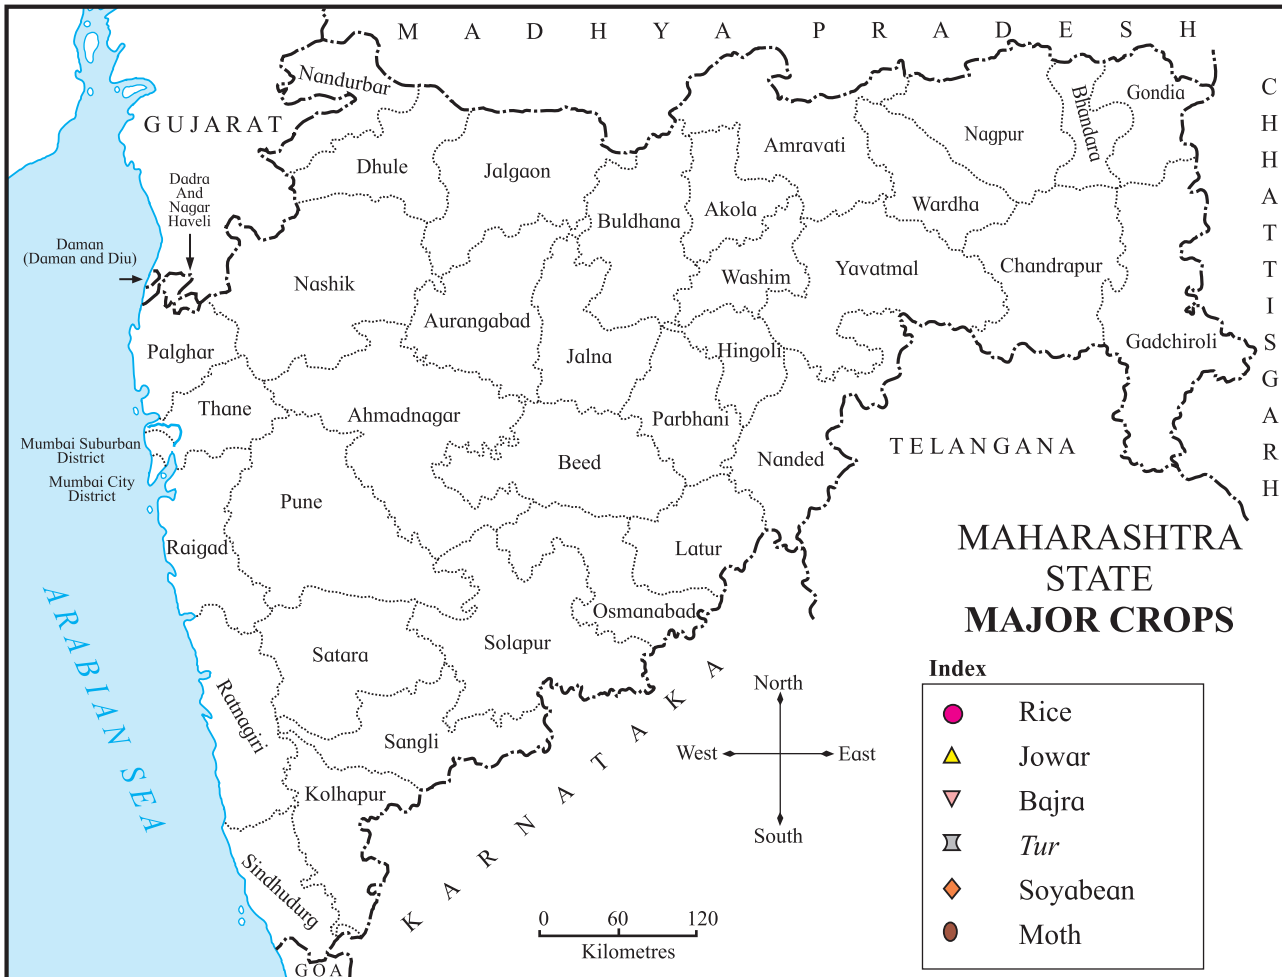 M A D H Y A P R A D E S H
Nandurbar
GUJARAT
Dhule
Jalgaon
Buldhana
Akola
Amravati
Nagpur
Wardha
Bhandara
Gondia
C H H A T T I S G A R H
Dadra
And
Nagar
Haveli
Daman
(Daman and Diu)
Nashik
Aurangabad
Jalna
Washim
Yavatmal
Chandrapur
Gadchiroli
Hingoli
Palghar
Thane
Ahmadnagar
Parbhani
Beed
Nanded
TELANGANA
Mumbai Suburban
District
Mumbai City
District
Pune
Raigad
Latur
Osmanabad
Solapur
Satara
Ratnagiri
Sangli
Kolhapur
Sindhudurg
ARABIAN SEA
K A R N A T A K A
GOA
MAHARASHTRA
STATE
MAJOR CROPS
North
West
East
South
0 60 120
Kilometres
Index
Rice
Jowar
Bajra
Tur
Soyabean
Moth